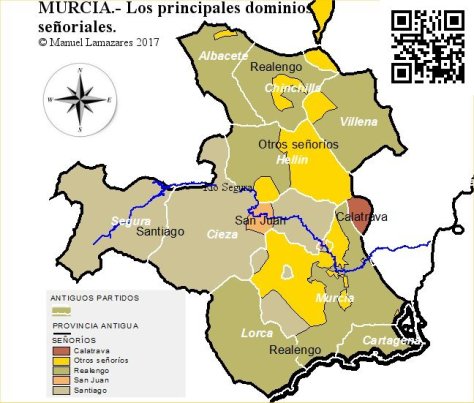 MURCIA.- Los principales dominios
señoriales.
© Manuel Lamazares 2017
Albacete
Realengo
Chinchilla
Villena
Otros señoríos
Hellín
N
W
E
S
Río Segura
San Juan
Calatrava
Segura
Santiago
Cieza
Murcia
Lorca
Realengo
Cartagena
ANTIGUOS PARTIDOS
PROVINCIA ANTIGUA
SEÑORÍOS
Calatrava
Otros señoríos
Realengo
San Juan
Santiago